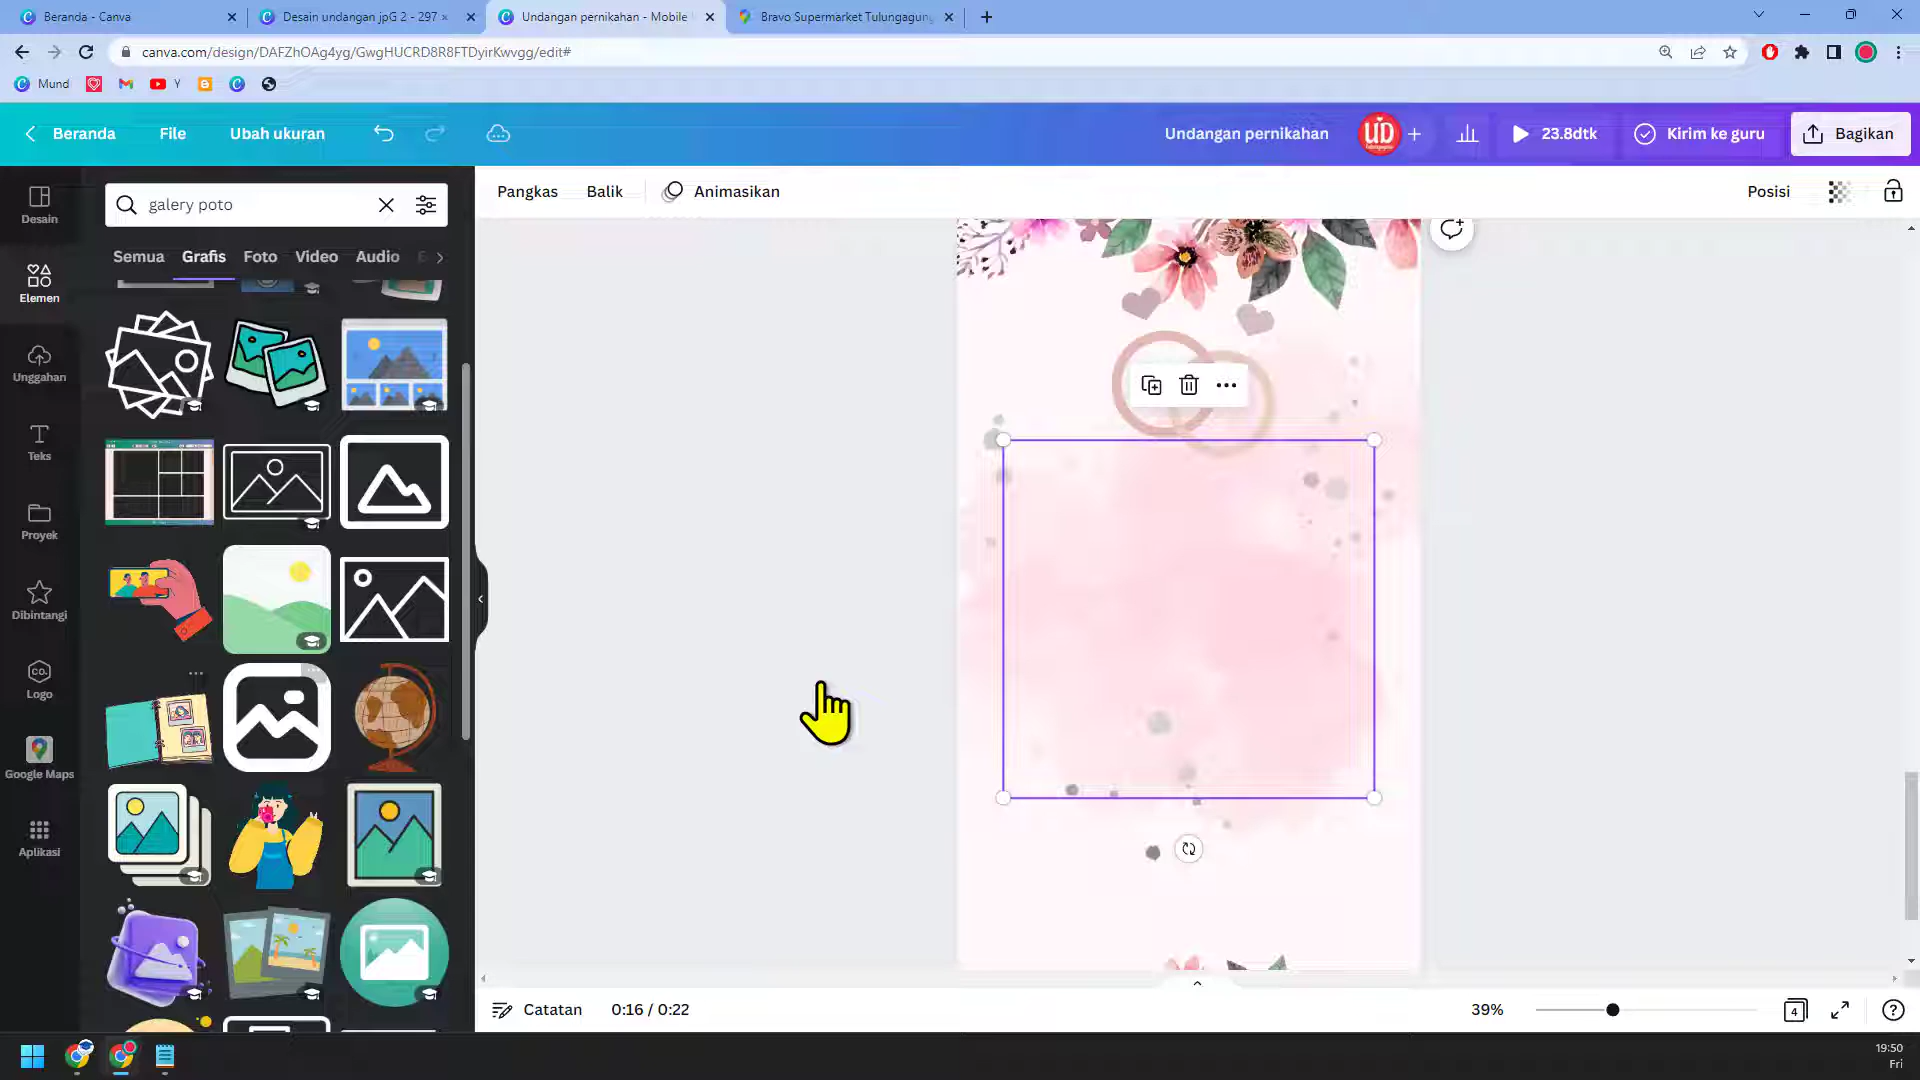 Beranda - Canva
Desain undangan jpG 2 - 297 ×
Undangan pernikahan - Mobile
Bravo Supermarket Tulungagung
canva.com/design/DAFZhOAg4yg/GwgHUCRD8R8FTDyirKwvgg/edit#
Mund
Y
Beranda
File
Ubah ukuran
Undangan pernikahan
UD
23.8dtk
Kirim ke guru
Bagikan
galery poto
Pangkas
Balik
Animasikan
Posisi
Desain
Elemen
Unggahan
Teks
Proyek
Dibintangi
CO.
Logo
Google Maps
Aplikasi
Semua
Grafis
Foto
Video
Audio
Catatan
0:16 / 0:22
39%
4
19:50
Fri